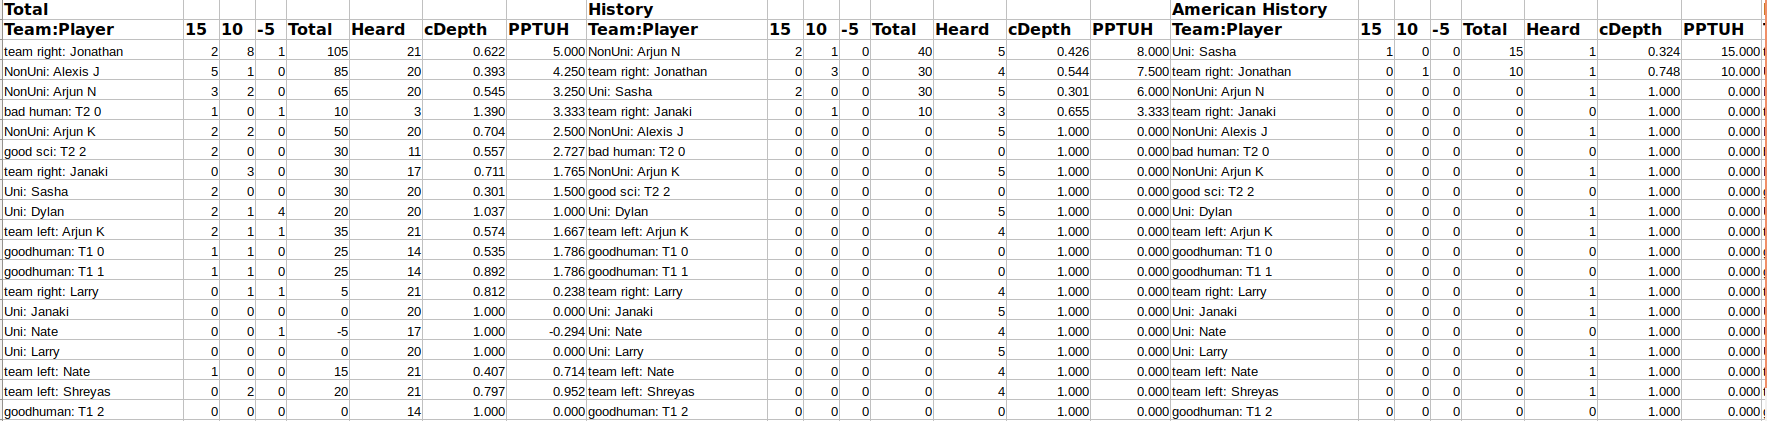 Total History American History
Team:Player 15 10 -5 Total Heard cDepth PPTUH Team:Player 15 10 -5 Total Heard cDepth PPTUH Team:Player 15 10 -5 Total Heard cDepth PPTUH
team right: Jonathan 2 8 1 105 21 0.622 5.000 NonUni: Arjun N 2 1 0 40 5 0.426 8.000 Uni: Sasha 1 0 0 15 1 0.324 15.000
NonUni: Alexis J 5 1 0 85 20 0.393 4.250 team right: Jonathan 0 3 0 30 4 0.544 7.500 team right: Jonathan 0 1 0 10 1 0.748 10.000
NonUni: Arjun N 3 2 0 65 20 0.545 3.250 Uni: Sasha 2 0 0 30 5 0.301 6.000 NonUni: Arjun N 0 0 0 0 1 1.000 0.000
bad human: T2 0 1 0 1 10 3 1.390 3.333 team right: Janaki 0 1 0 10 3 0.655 3.333 team right: Janaki 0 0 0 0 0 1.000 0.000
NonUni: Arjun K 2 2 0 50 20 0.704 2.500 NonUni: Alexis J 0 0 0 0 5 1.000 0.000 NonUni: Alexis J 0 0 0 0 1 1.000 0.000
good sci: T2 2 2 0 0 30 11 0.557 2.727 bad human: T2 0 0 0 0 0 0 1.000 0.000 bad human: T2 0 0 0 0 0 0 1.000 0.000
team right: Janaki 0 3 0 30 17 0.711 1.765 NonUni: Arjun K 0 0 0 0 5 1.000 0.000 NonUni: Arjun K 0 0 0 0 1 1.000 0.000
Uni: Sasha 2 0 0 30 20 0.301 1.500 good sci: T2 2 0 0 0 0 0 1.000 0.000 good sci: T2 2 0 0 0 0 0 1.000 0.000
Uni: Dylan 2 1 4 20 20 1.037 1.000 Uni: Dylan 0 0 0 0 5 1.000 0.000 Uni: Dylan 0 0 0 0 1 1.000 0.000
team left: Arjun K 2 1 1 35 21 0.574 1.667 team left: Arjun K 0 0 0 0 4 1.000 0.000 team left: Arjun K 0 0 0 0 1 1.000 0.000
goodhuman: T1 0 1 1 0 25 14 0.535 1.786 goodhuman: T1 0 0 0 0 0 0 1.000 0.000 goodhuman: T1 0 0 0 0 0 0 1.000 0.000
goodhuman: T1 1 1 1 0 25 14 0.892 1.786 goodhuman: T1 1 0 0 0 0 0 1.000 0.000 goodhuman: T1 1 0 0 0 0 0 1.000 0.000
team right: Larry 0 1 1 5 21 0.812 0.238 team right: Larry 0 0 0 0 4 1.000 0.000 team right: Larry 0 0 0 0 1 1.000 0.000
Uni: Janaki 0 0 0 0 20 1.000 0.000 Uni: Janaki 0 0 0 0 5 1.000 0.000 Uni: Janaki 0 0 0 0 1 1.000 0.000
Uni: Nate 0 0 1 -5 17 1.000 -0.294 Uni: Nate 0 0 0 0 4 1.000 0.000 Uni: Nate 0 0 0 0 0 1.000 0.000
Uni: Larry 0 0 0 0 20 1.000 0.000 Uni: Larry 0 0 0 0 5 1.000 0.000 Uni: Larry 0 0 0 0 1 1.000 0.000
team left: Nate 1 0 0 15 21 0.407 0.714 team left: Nate 0 0 0 0 4 1.000 0.000 team left: Nate 0 0 0 0 1 1.000 0.000
team left: Shreyas 0 2 0 20 21 0.797 0.952 team left: Shreyas 0 0 0 0 4 1.000 0.000 team left: Shreyas 0 0 0 0 1 1.000 0.000
goodhuman: T1 2 0 0 0 0 14 1.000 0.000 goodhuman: T1 2 0 0 0 0 0 1.000 0.000 goodhuman: T1 2 0 0 0 0 0 1.000 0.000